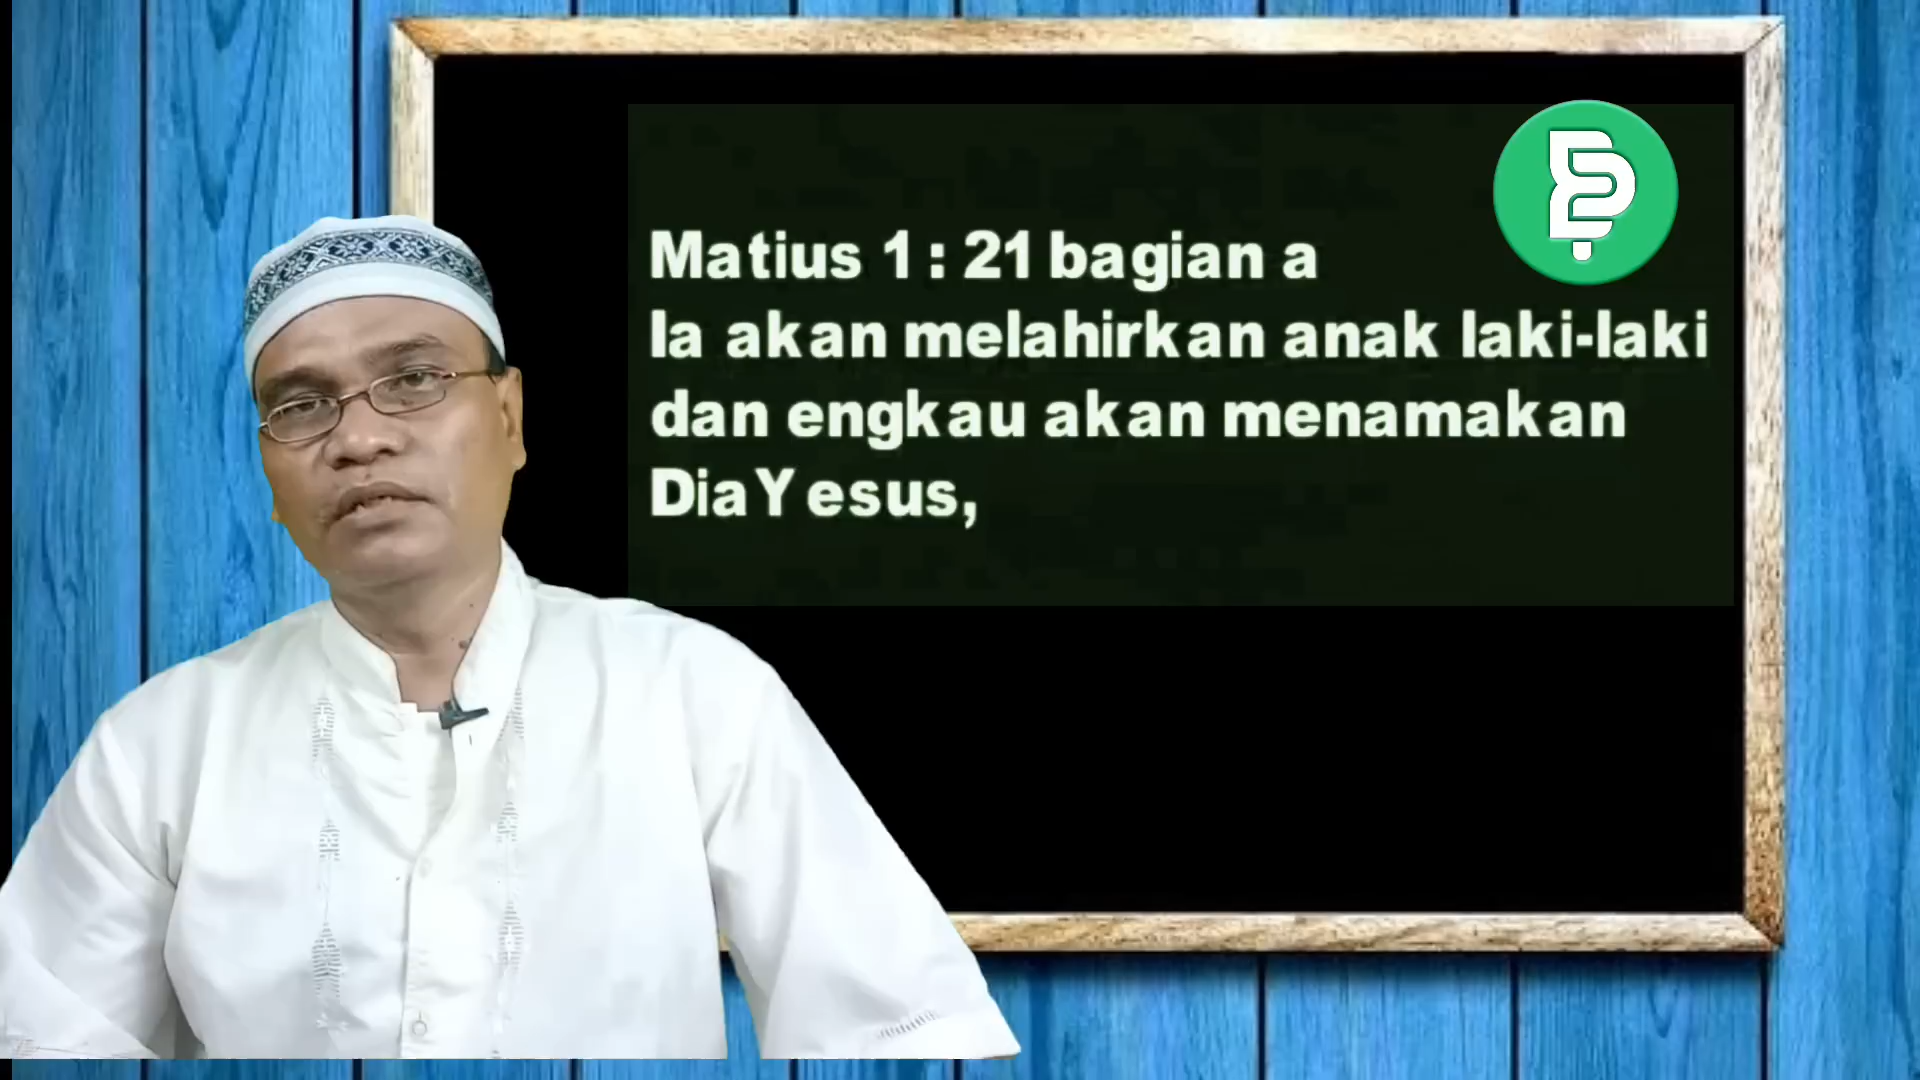 Matius 1 : 21 bagian a
Ia akan melahirkan anak laki-laki
dan engkau akan menamakan
Dia Yesus,